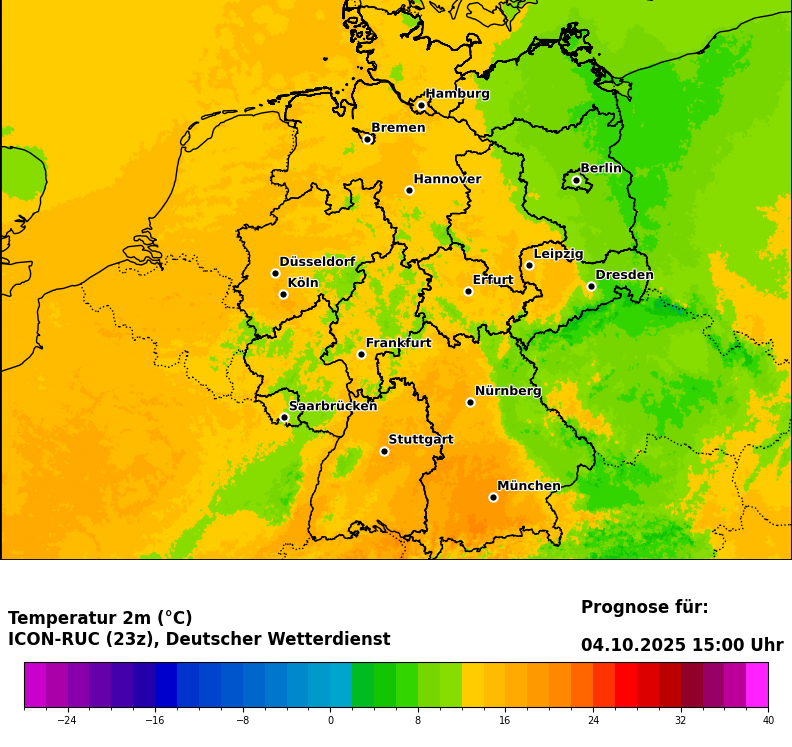 Hamburg
Bremen
Berlin
Hannover
Leipzig
Düsseldorf
Dresden
Köln
Erfurt
Frankfurt
Nürnberg
Saarbrücken
Stuttgart
München
Temperatur 2m (°C)
ICON-RUC (23z), Deutscher Wetterdienst
Prognose für:
04.10.2025 15:00 Uhr
−24 −16 −8 0 8 16 24 32 40